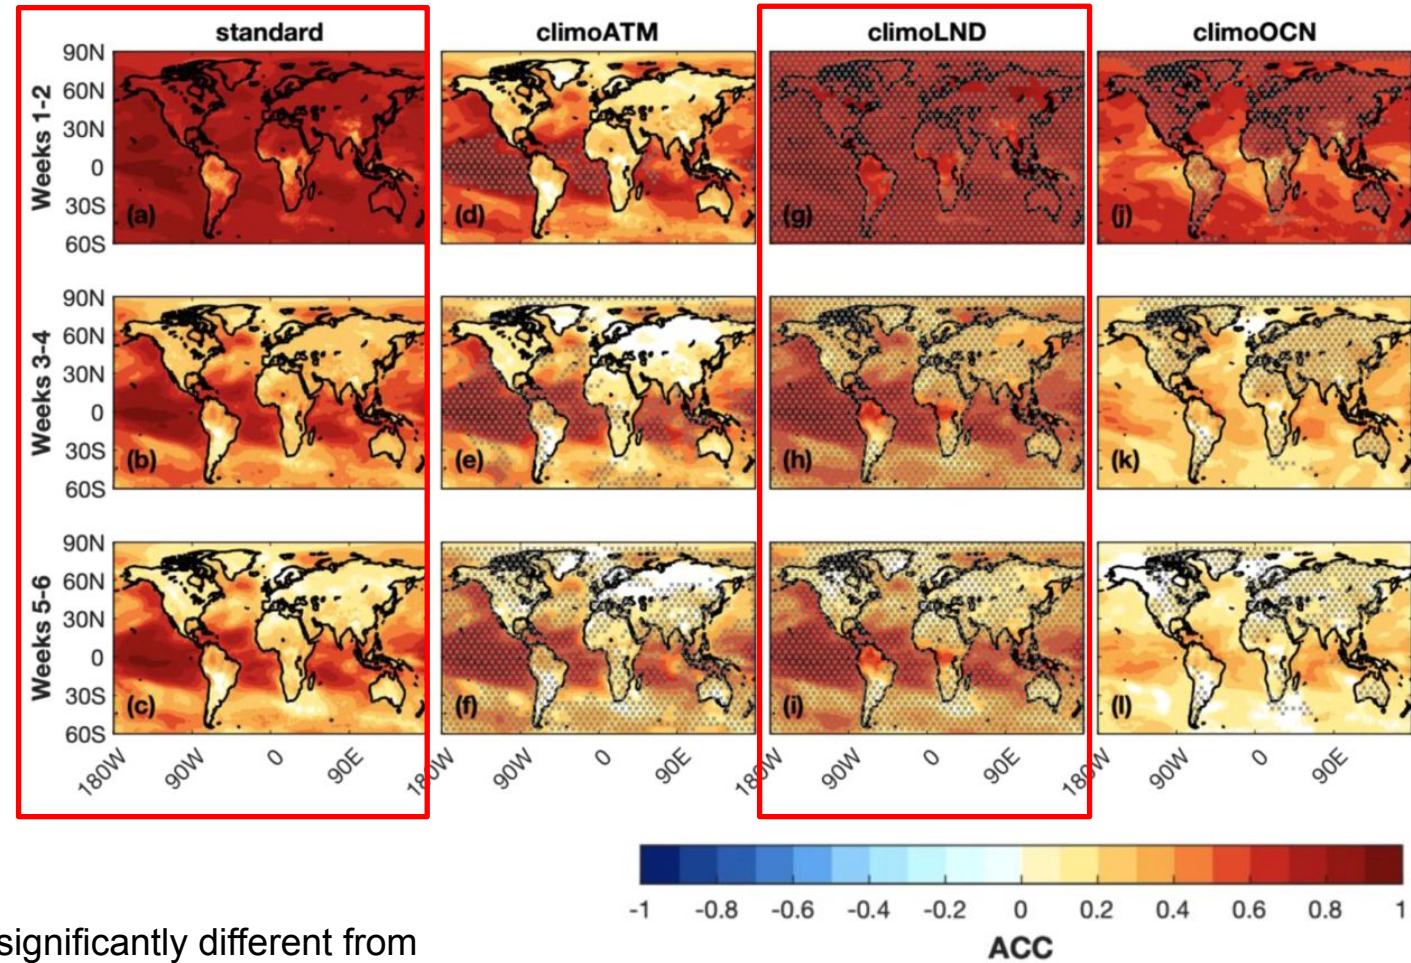 standard climoATM climoLND climoOCN
Weeks 1-2
90N
60N
30N
0
30S
60S
(a) (d) (g) (j)
Weeks 3-4
90N
60N
30N
0
30S
60S
(b) (e) (h) (k)
Weeks 5-6
90N
60N
30N
0
30S
60S
(c) (f) (i) (l)
180W 90W 0 90E 180W 90W 0 90E 180W 90W 0 90E 180W 90W 0 90E
-1 -0.8 -0.6 -0.4 -0.2 0 0.2 0.4 0.6 0.8 1
ACC
significantly different from